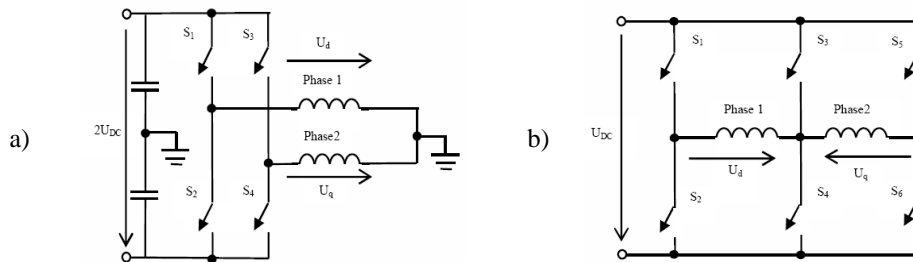 a)
2U_DC
S_1
S_3
U_d
Phase 1
Phase2
S_2
S_4
U_q
b)
U_DC
S_1
S_3
S_5
Phase 1
Phase2
U_d
U_q
S_2
S_4
S_6